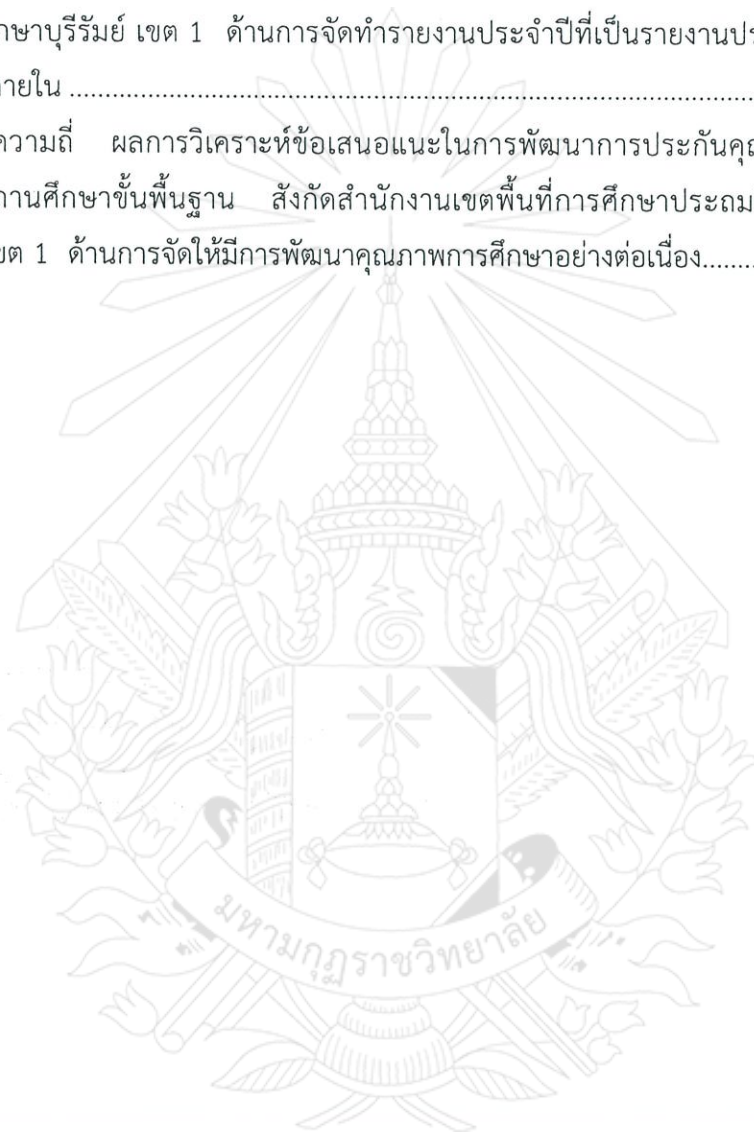 กษาบุรีรัมย์ เขต 1 ด้านการจัดทำรายงานประจำปีที่เป็นรายงานปร
ายใน ............................................................................................................
ความถี่ ผลการวิเคราะห์ข้อเสนอแนะในการพัฒนาการประกันคุณ
านศึกษาขั้นพื้นฐาน สังกัดสำนักงานเขตพื้นที่การศึกษาประถม
ขต 1 ด้านการจัดให้มีการพัฒนาคุณภาพการศึกษาอย่างต่อเนื่อง........
มหามกุฏราชวิทยาลัย